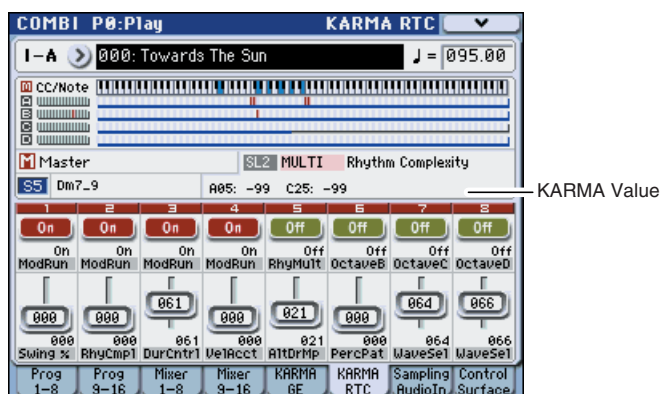 COMBI P0:Play KARMA RTC
I-A 000: Towards The Sun ♩= 095.00
M CC/Note
A
B
C
D
M Master SL2 MULTI Rhythm Complexity
S5 Dm7_9 A05: -99 C25: -99
KARMA Value
1 2 3 4 5 6 7 8
On On On On Off Off Off Off
On On On On Off Off Off Off
ModRun ModRun ModRun ModRun RhyMult OctaveB OctaveC OctaveD
000 000 061 000 021 000 064 066
000 000 061 000 021 000 064 066
Swing % RhyCmpl DurCntrl VelAcct AltDrMp PercPat WaveSel WaveSel
Prog Prog Mixer Mixer KARMA KARMA Sampling Control
1-8 9-16 1-8 9-16 GE RTC AudioIn Surface